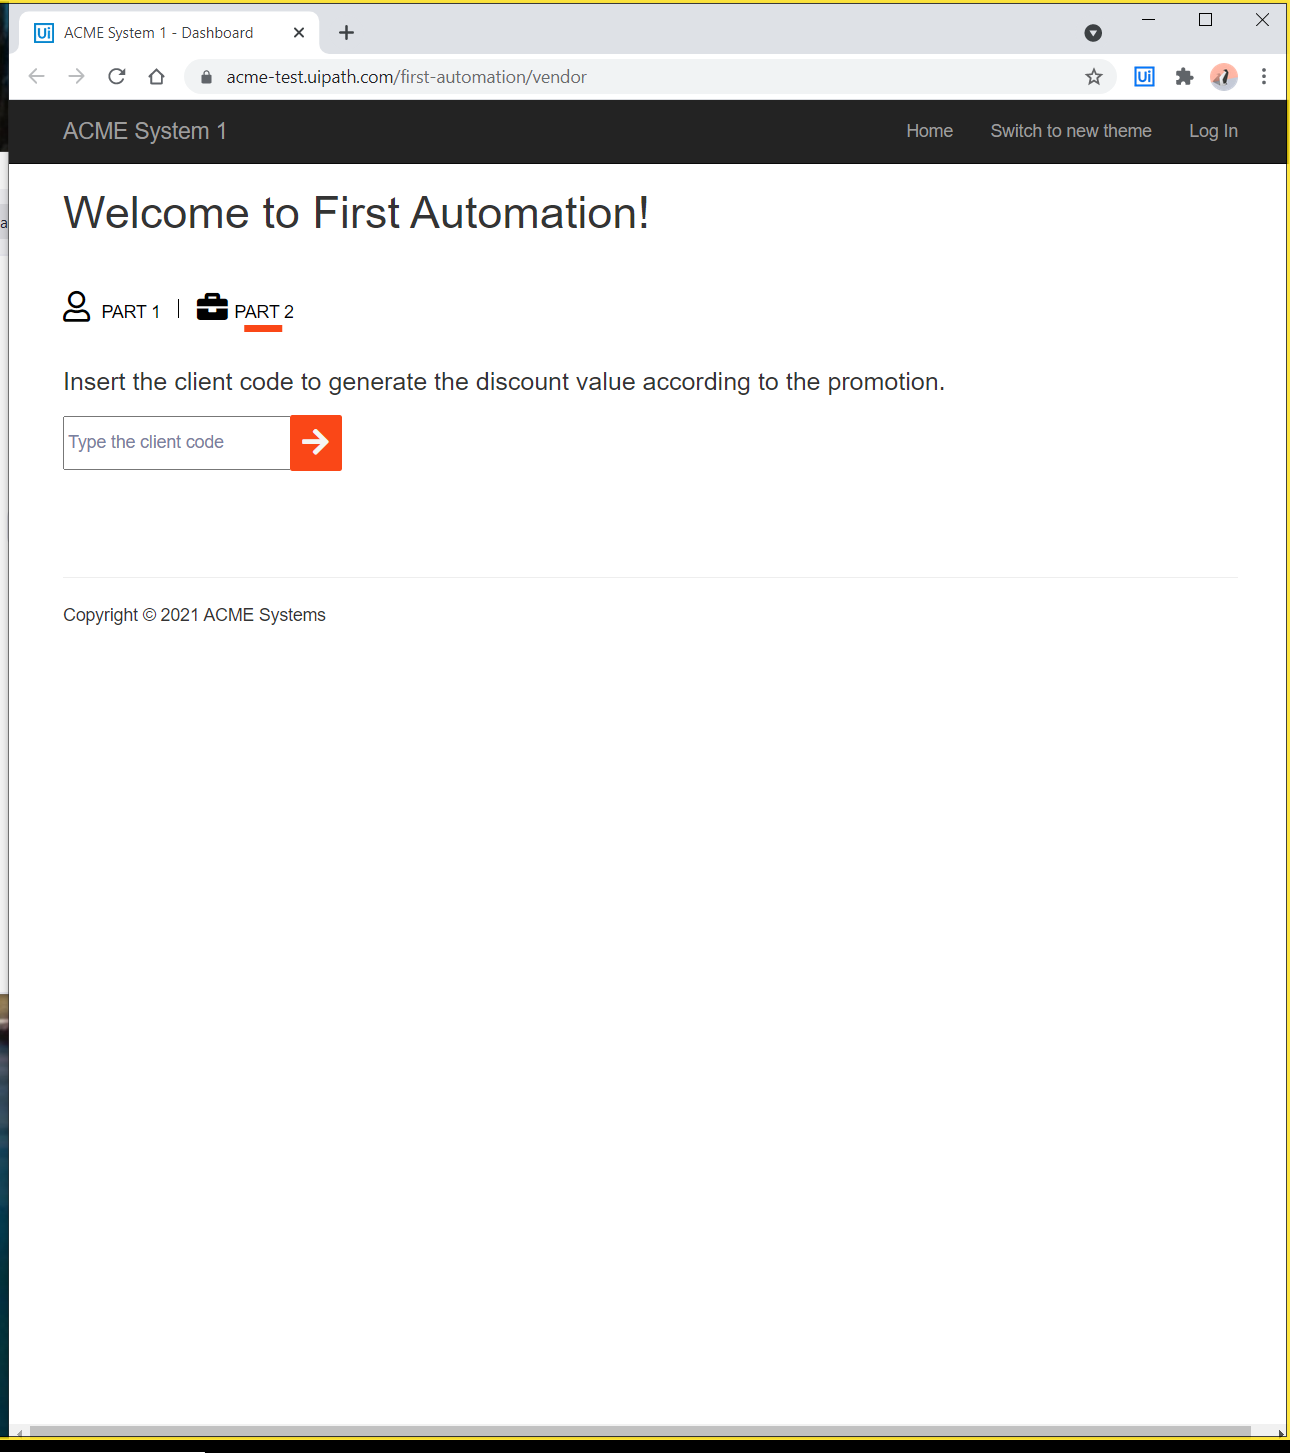 Ui ACME System 1 - Dashboard
acme-test.uipath.com/first-automation/vendor Ui
ACME System 1 Home Switch to new theme Log In
Welcome to First Automation!
a
PART 1 | PART 2
Insert the client code to generate the discount value according to the promotion.
Type the client code
Copyright © 2021 ACME Systems